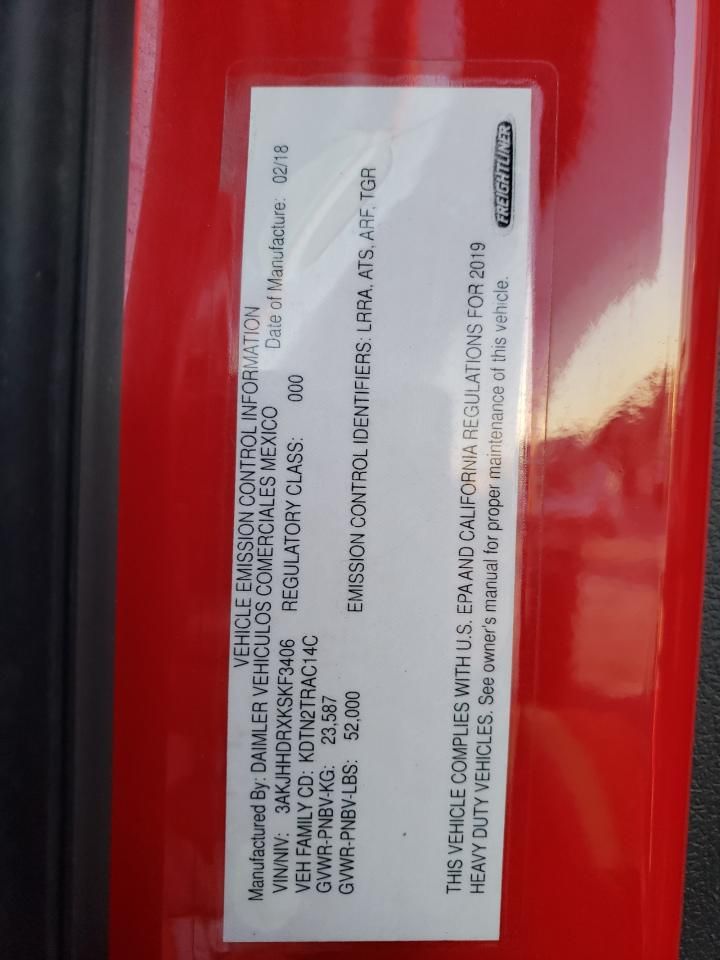 VEHICLE EMISSION CONTROL INFORMATION
Manufactured By: DAIMLER VEHICULOS COMERCIALES MEXICO Date of Manufacture: 02/18
VIN/NIV: 3AKJHHDRXKSKF3406 REGULATORY CLASS: 000
VEH FAMILY CD: KDTN2TRAC14C
GVWR-PNBV-KG: 23,587
GVWR-PNBV-LBS: 52,000 EMISSION CONTROL IDENTIFIERS: LRRA, ATS, ARF, TGR
THIS VEHICLE COMPLIES WITH U.S. EPA AND CALIFORNIA REGULATIONS FOR 2019
HEAVY DUTY VEHICLES. See owner's manual for proper maintenance of this vehicle.
FREIGHTLINER